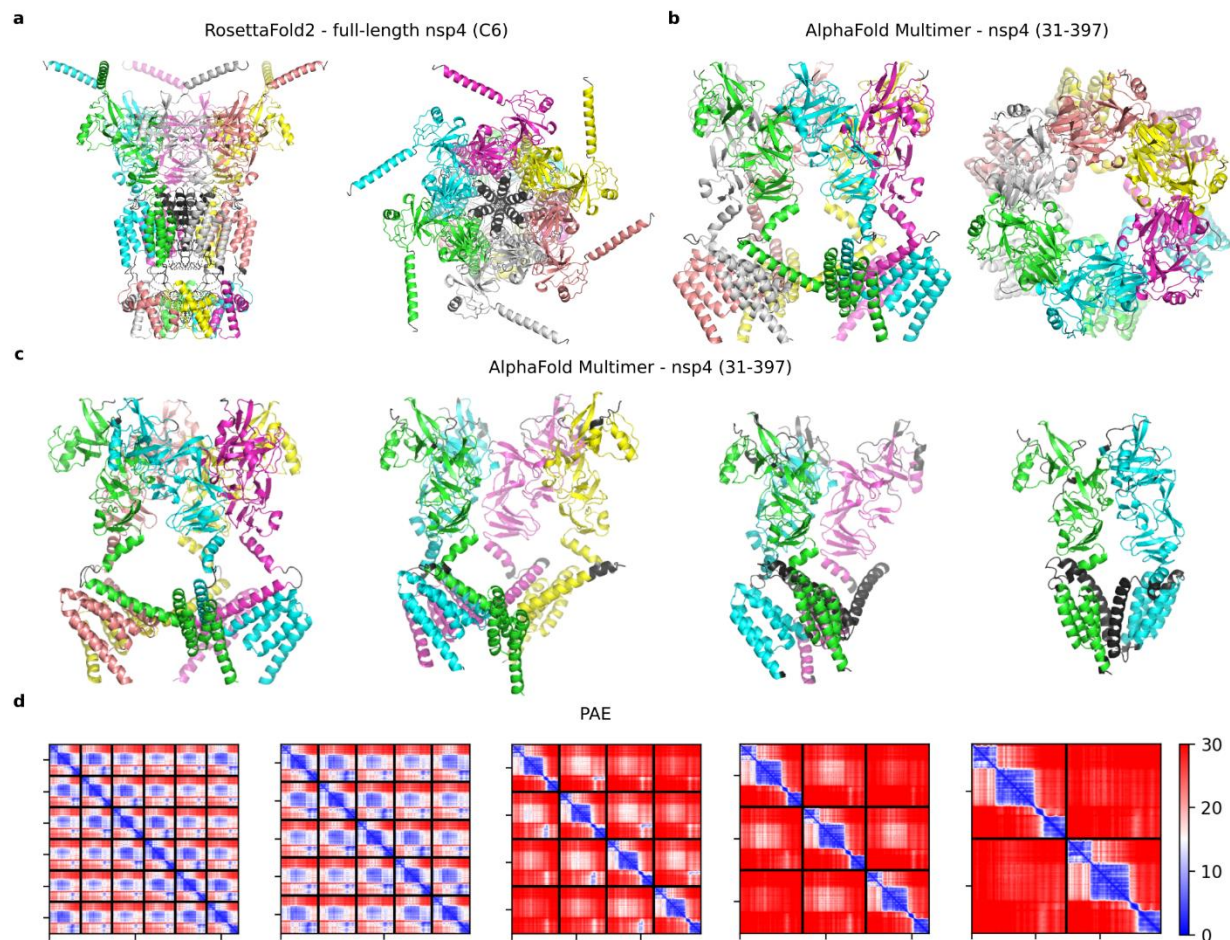 a
RosettaFold2 - full-length nsp4 (C6)
b
AlphaFold Multimer - nsp4 (31-397)
c
AlphaFold Multimer - nsp4 (31-397)
d
PAE
30
20
10
0